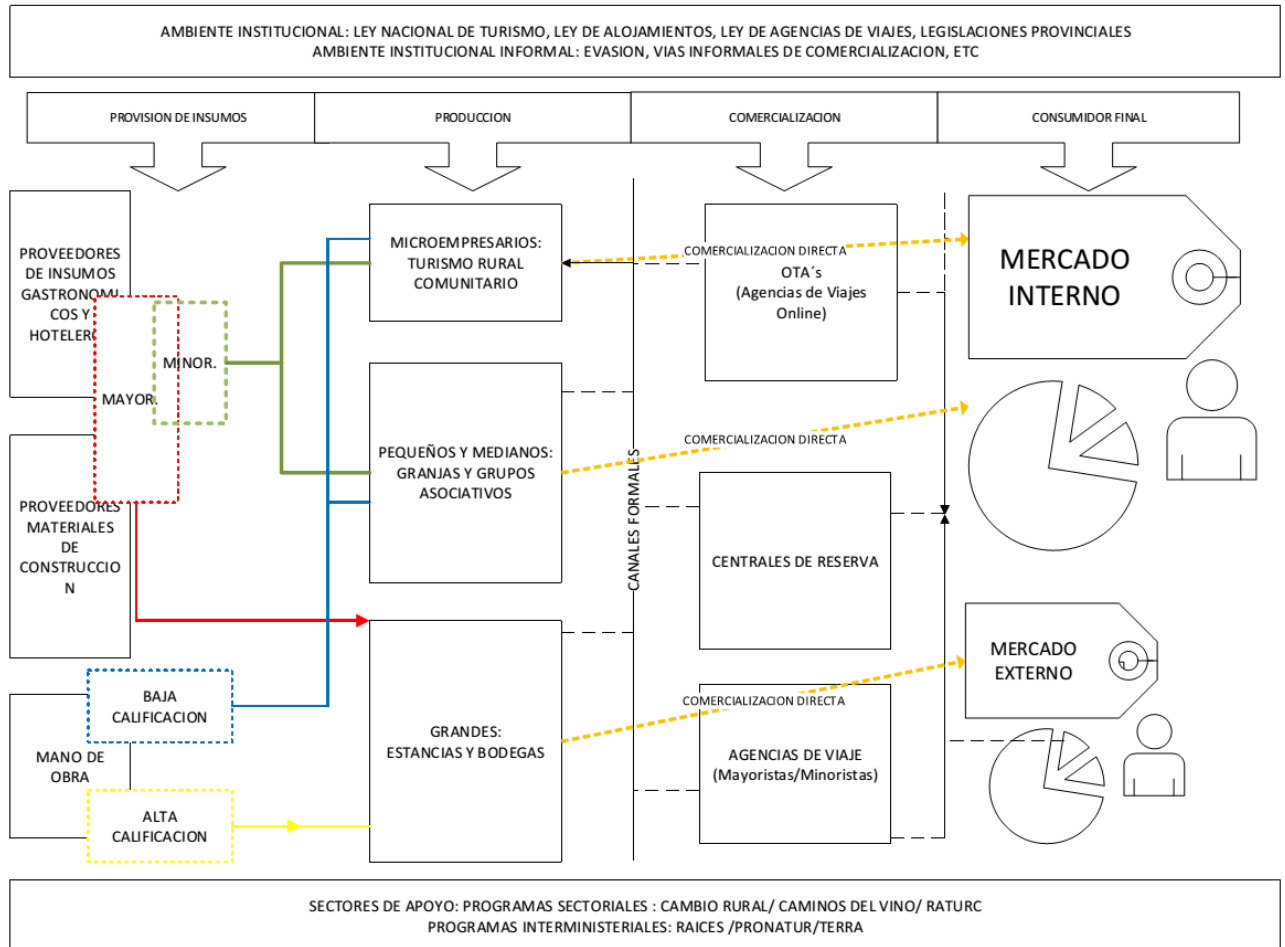 AMBIENTE INSTITUCIONAL: LEY NACIONAL DE TURISMO, LEY DE ALOJAMIENTOS, LEY DE AGENCIAS DE VIAJES, LEGISLACIONES PROVINCIALES
AMBIENTE INSTITUCIONAL INFORMAL: EVASION, VIAS INFORMALES DE COMERCIALIZACION, ETC
PROVISION DE INSUMOS
PRODUCCION
COMERCIALIZACION
CONSUMIDOR FINAL
PROVEEDORES
DE INSUMOS
GASTRONOMI
COS Y
HOTELERO
MINOR.
MAYOR.
PROVEEDORES
MATERIALES
DE
CONSTRUCCIO
N
BAJA
CALIFICACION
MANO DE
OBRA
ALTA
CALIFICACION
MICROEMPRESARIOS:
TURISMO RURAL
COMUNITARIO
PEQUEÑOS Y MEDIANOS:
GRANJAS Y GRUPOS
ASOCIATIVOS
GRANDES:
ESTANCIAS Y BODEGAS
CANALES FORMALES
COMERCIALIZACION DIRECTA
OTA´s
(Agencias de Viajes
Online)
COMERCIALIZACION DIRECTA
CENTRALES DE RESERVA
COMERCIALIZACION DIRECTA
AGENCIAS DE VIAJE
(Mayoristas/Minoristas)
MERCADO
INTERNO
MERCADO
EXTERNO
SECTORES DE APOYO: PROGRAMAS SECTORIALES : CAMBIO RURAL/ CAMINOS DEL VINO/ RATURC
PROGRAMAS INTERMINISTERIALES: RAICES /PRONATUR/TERRA